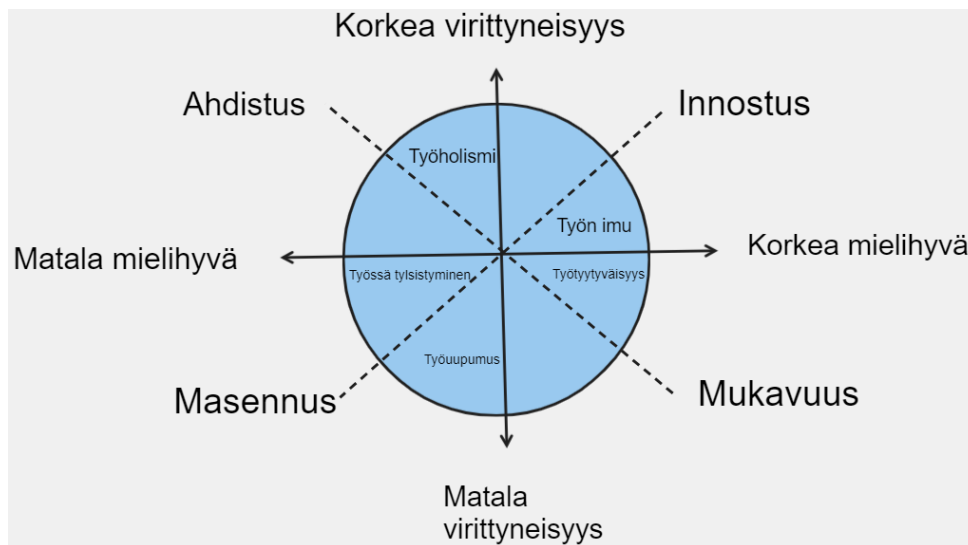 Korkea virittyneisyys
Ahdistus
Innostus
Työholismi
Työn imu
Matala mielihyvä
Korkea mielihyvä
Työssä tylsistyminen
Työtyytyväisyys
Työuupumus
Masennus
Mukavuus
Matala
virittyneisyys